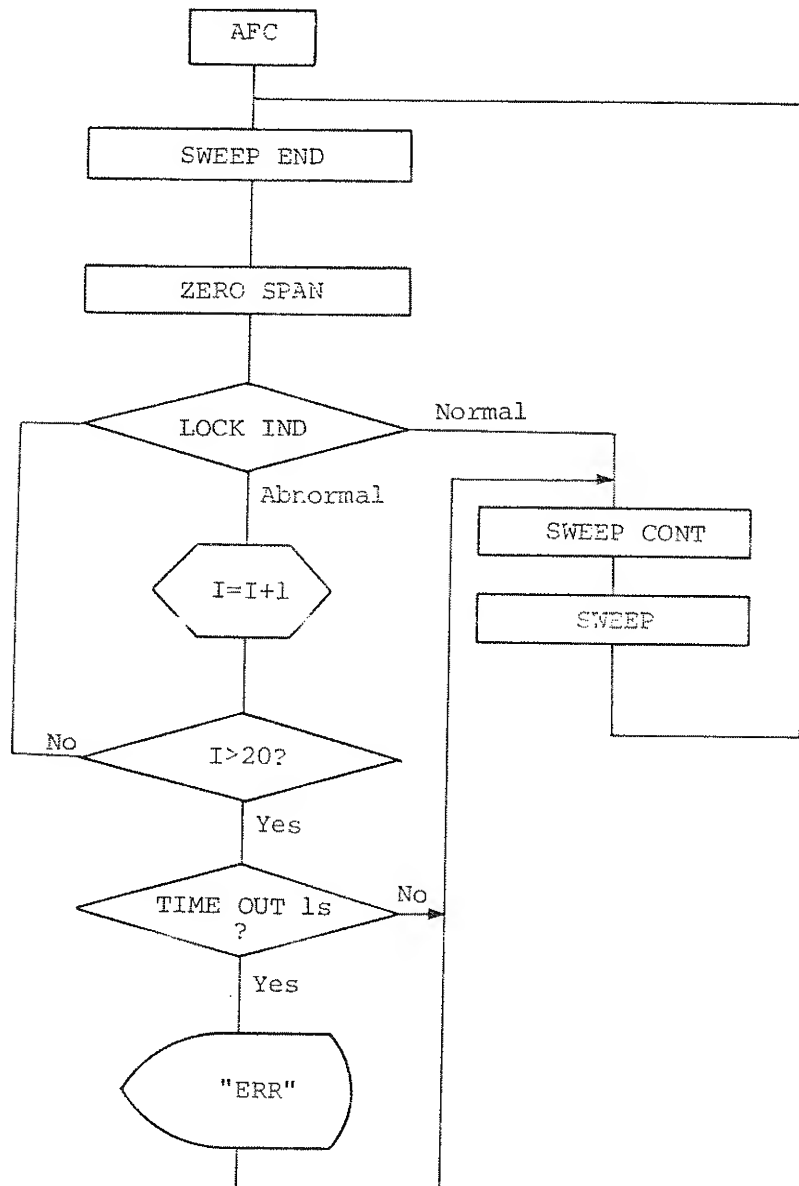 AFC
SWEEP END
ZERO SPAN
LOCK IND
Normal
Abnormal
SWEEP CONT
I=I+1
SWEEP
No
I>20?
Yes
TIME OUT 1s
?
No
Yes
"ERR"